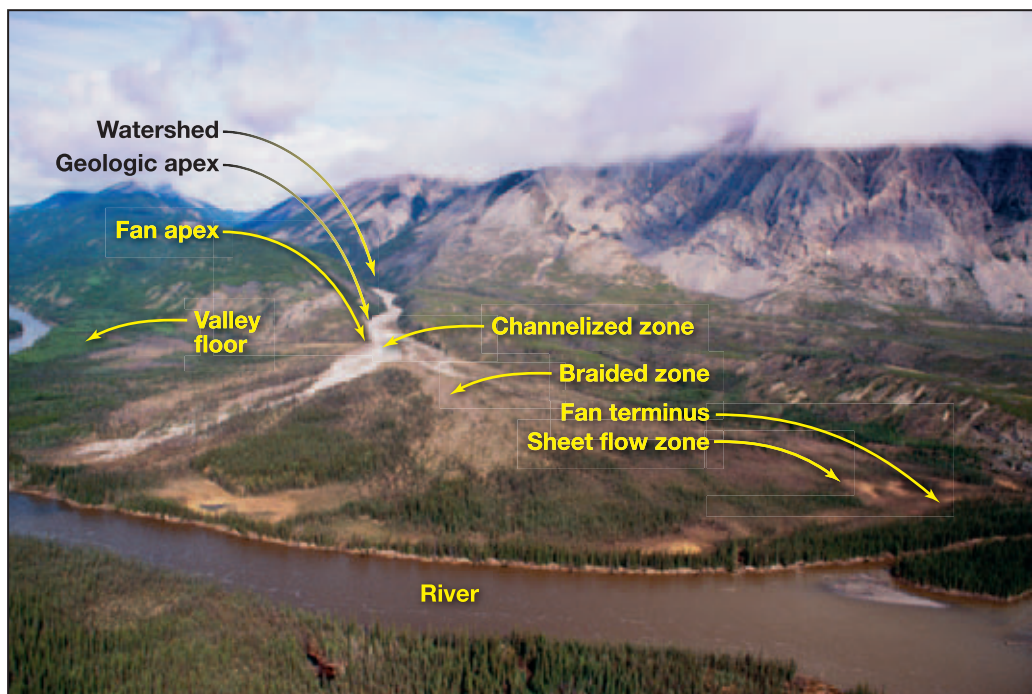 Watershed
Geologic apex
Fan apex
Valley
floor
Channelized zone
Braided zone
Fan terminus
Sheet flow zone
River